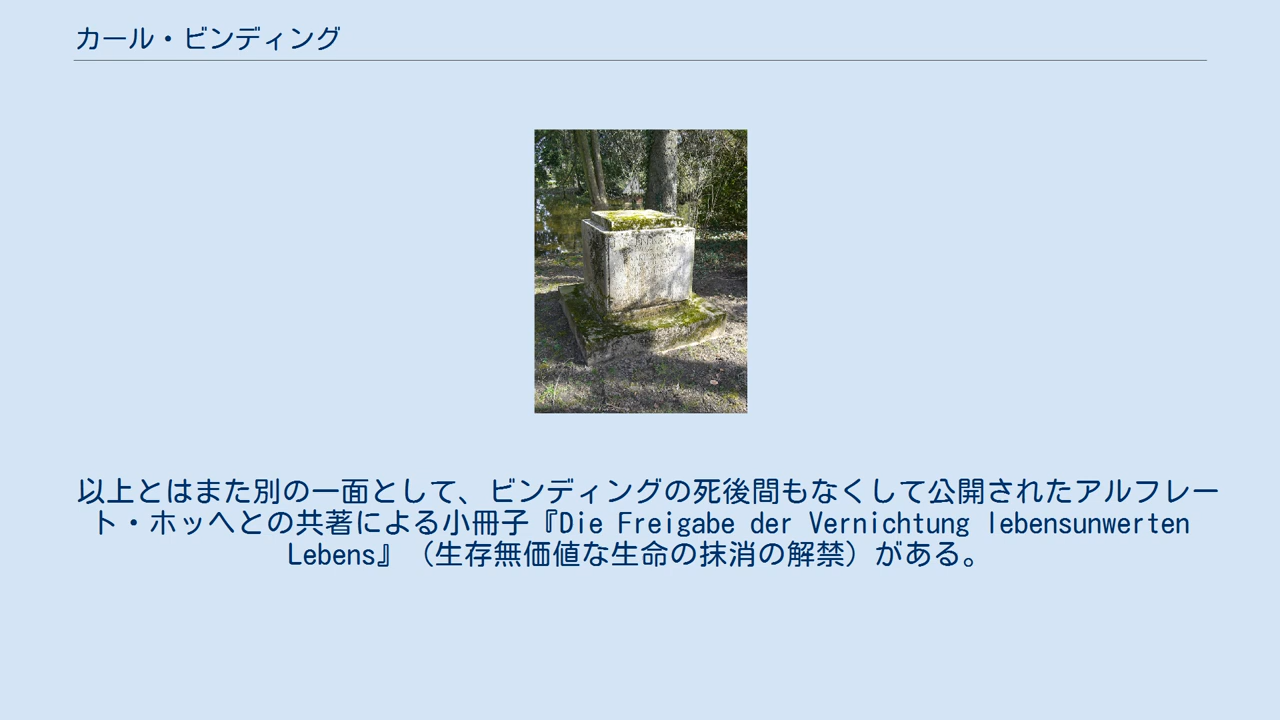 カール・ビンディング
以上とはまた別の一面として、ビンディングの死後間もなくして公開されたアルフレー
ト・ホッヘとの共著による小冊子『Die Freigabe der Vernichtung lebensunwerten
Lebens』（生存無価値な生命の抹消の解禁）がある。